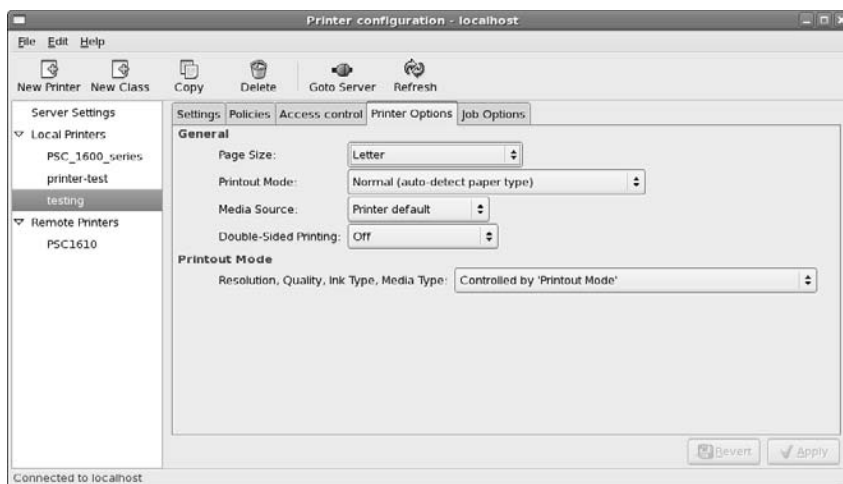 Printer configuration - localhost
File Edit Help
New Printer New Class Copy Delete Goto Server Refresh
Server Settings
Local Printers
PSC_1600_series
printer-test
testing
Remote Printers
PSC1610
Settings Policies Access control Printer Options Job Options
General
Page Size: Letter
Printout Mode: Normal (auto-detect paper type)
Media Source: Printer default
Double-Sided Printing: Off
Printout Mode
Resolution, Quality, Ink Type, Media Type: Controlled by 'Printout Mode'
Revert Apply
Connected to localhost